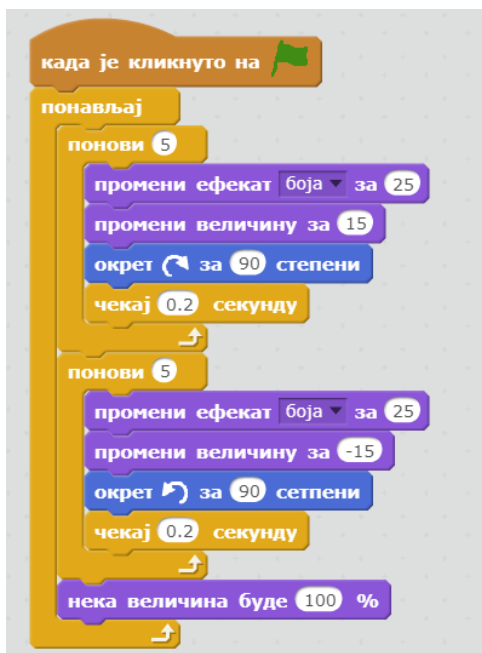 када је кликнуто на
понављај
понови 5
промени ефекат боја за 25
промени величину за 15
окрет за 90 степени
чекај 0.2 секунду
понови 5
промени ефекат боја за 25
промени величину за -15
окрет за 90 сетпени
чекај 0.2 секунду
нека величина буде 100 %